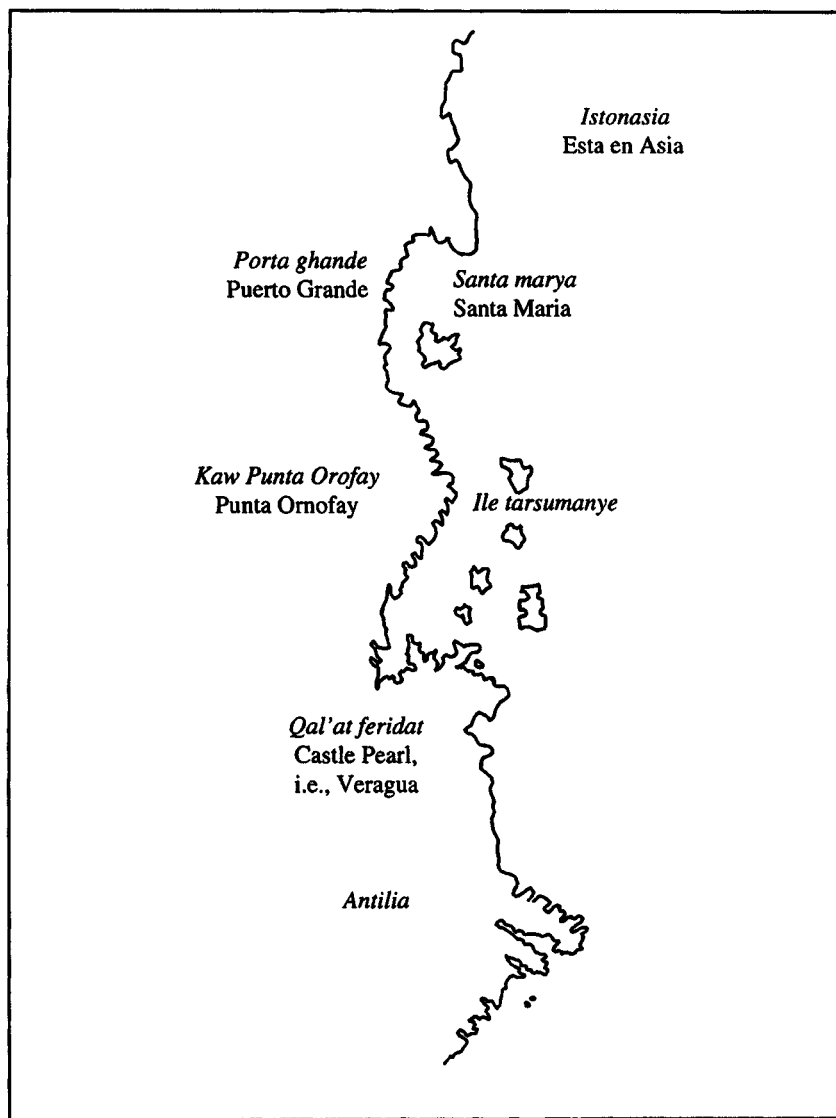 Istonasia
Esta en Asia
Porta ghande
Puerto Grande
Santa marya
Santa Maria
Kaw Punta Orofay
Punta Ornofay
Ile tarsumanye
Qal'at feridat
Castle Pearl,
i.e., Veragua
Antilia